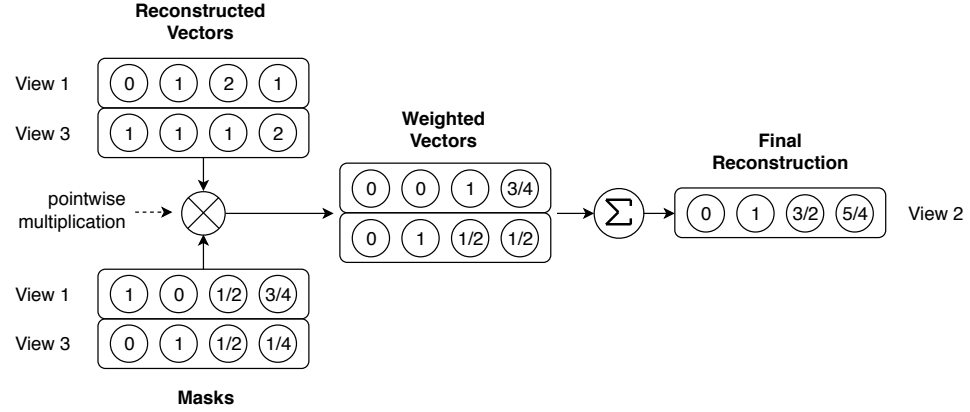 Reconstructed
Vectors
View 1 0 1 2 1
View 3 1 1 1 2
Weighted
Vectors
Final
Reconstruction
0 0 1 3/4
0 1 1/2 1/2
pointwise
multiplication
Σ
0 1 3/2 5/4 View 2
View 1 1 0 1/2 3/4
View 3 0 1 1/2 1/4
Masks